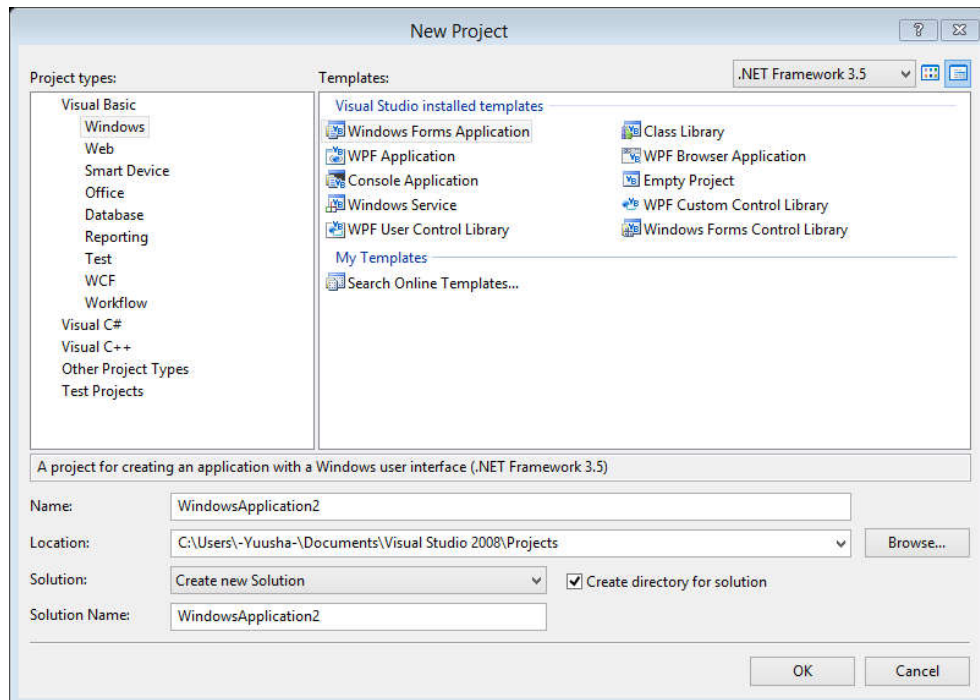 New Project
Project types:
Templates:
.NET Framework 3.5
Visual Basic
Windows
Web
Smart Device
Office
Database
Reporting
Test
WCF
Workflow
Visual C#
Visual C++
Other Project Types
Test Projects
Visual Studio installed templates
Windows Forms Application
Class Library
WPF Application
WPF Browser Application
Console Application
Empty Project
Windows Service
WPF Custom Control Library
WPF User Control Library
Windows Forms Control Library
My Templates
Search Online Templates...
A project for creating an application with a Windows user interface (.NET Framework 3.5)
Name:
WindowsApplication2
Location:
C:\Users\-Yuusha-\Documents\Visual Studio 2008\Projects
Browse...
Solution:
Create new Solution
Create directory for solution
Solution Name:
WindowsApplication2
OK
Cancel